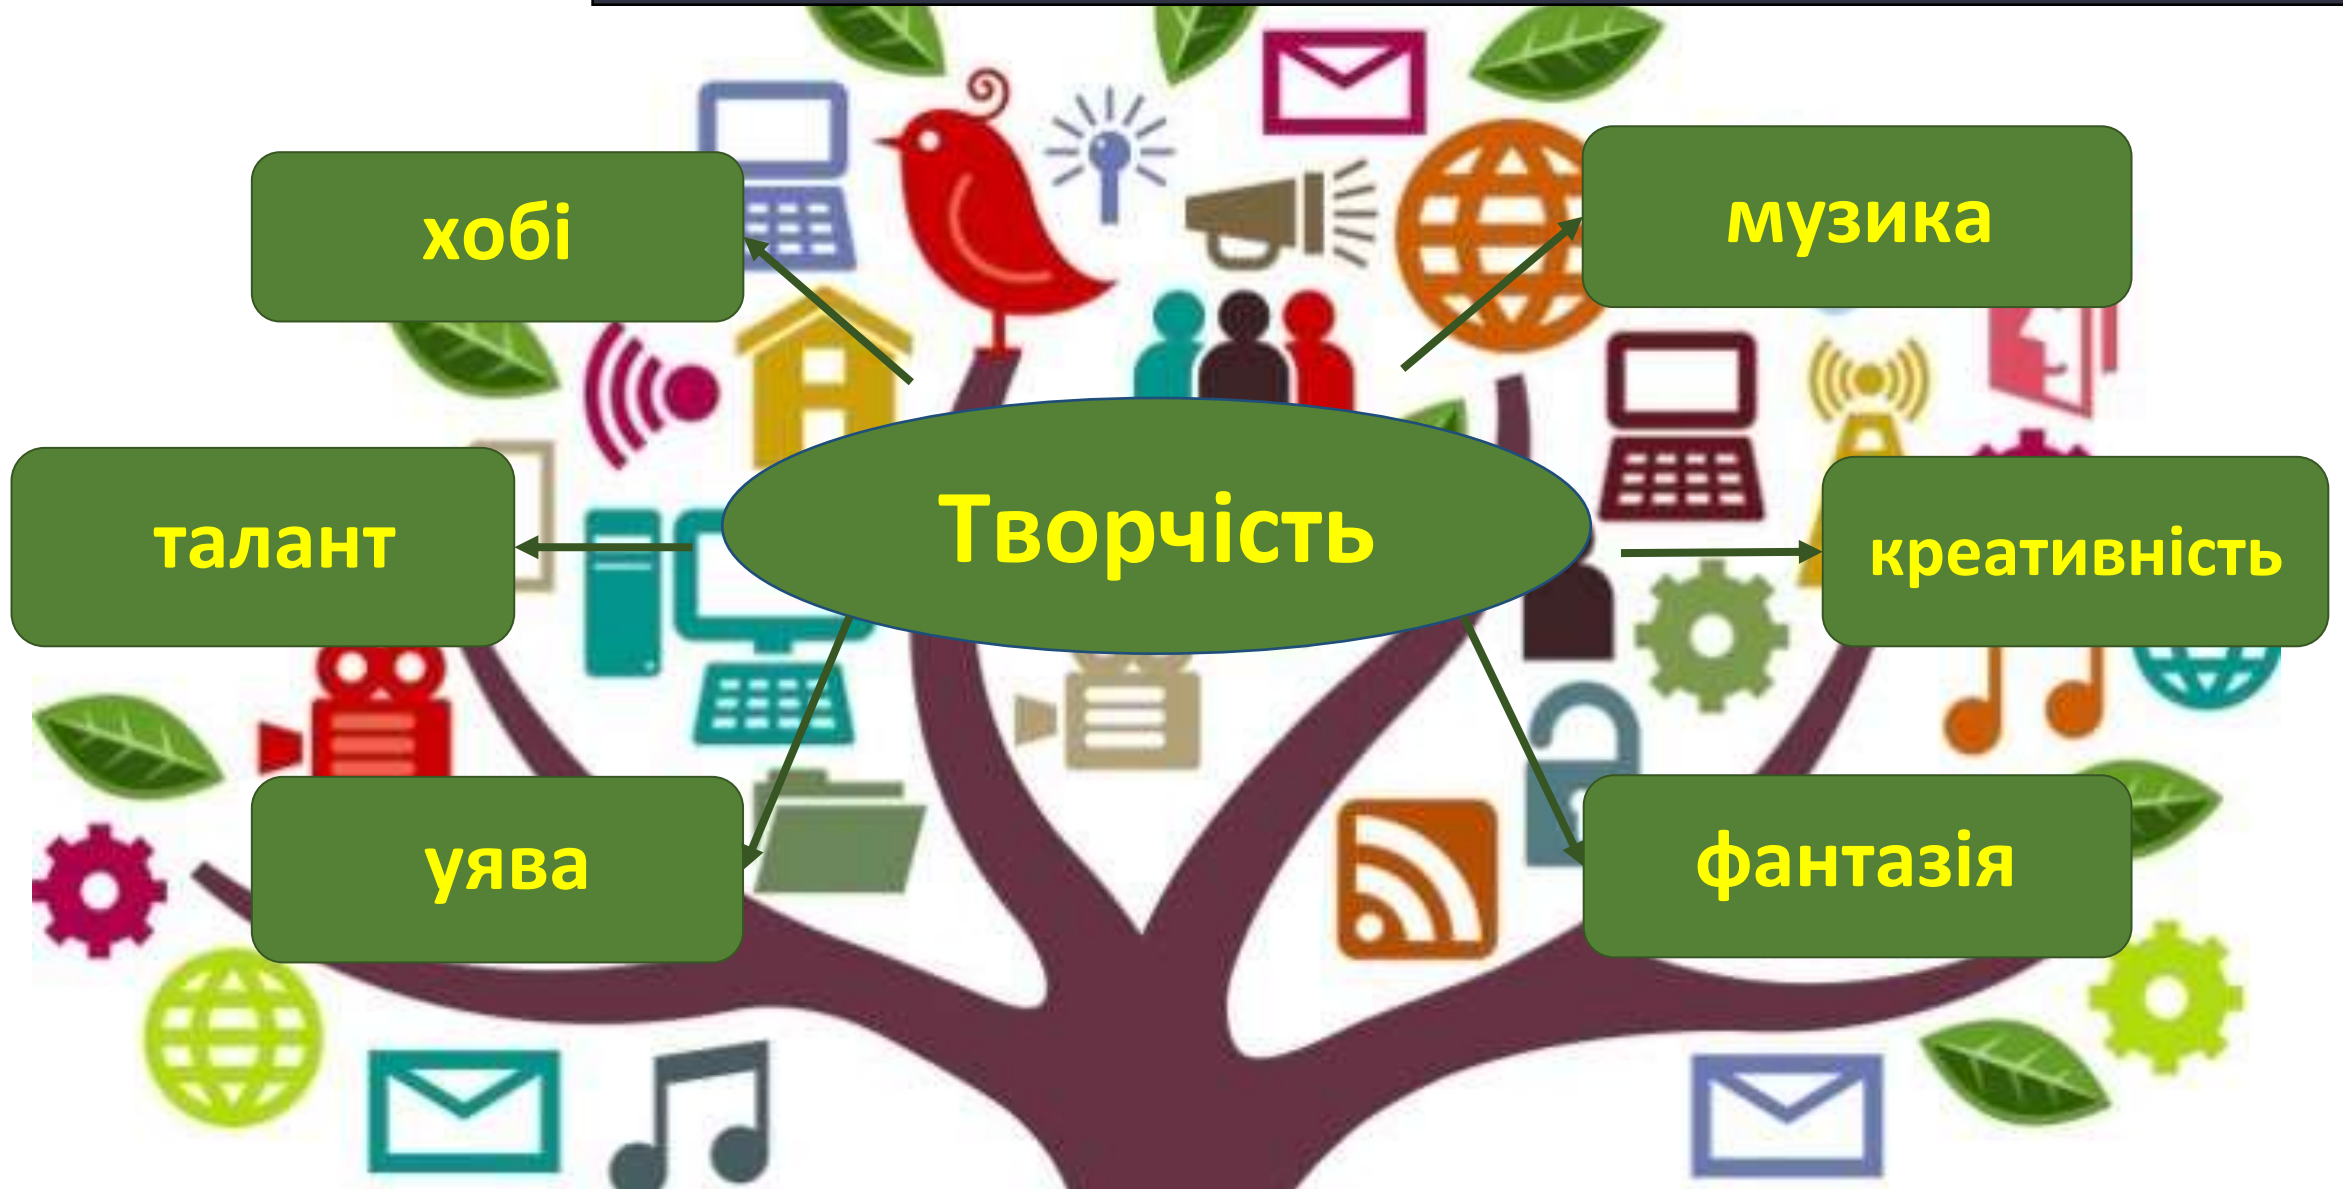 хобі
музика
Творчість
талант
креативність
уява
фантазія